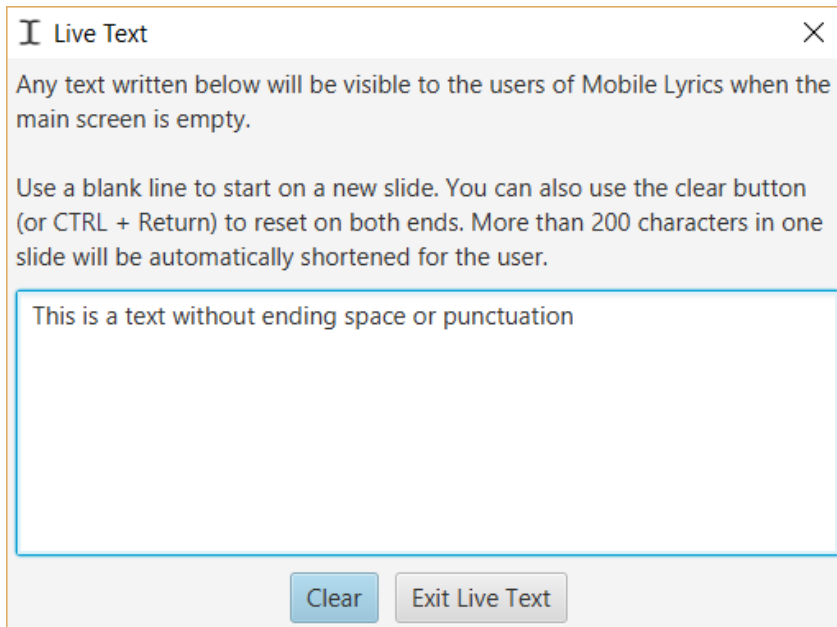 Live Text
Any text written below will be visible to the users of Mobile Lyrics when the
main screen is empty.
Use a blank line to start on a new slide. You can also use the clear button
(or CTRL + Return) to reset on both ends. More than 200 characters in one
slide will be automatically shortened for the user.
This is a text without ending space or punctuation
Clear
Exit Live Text